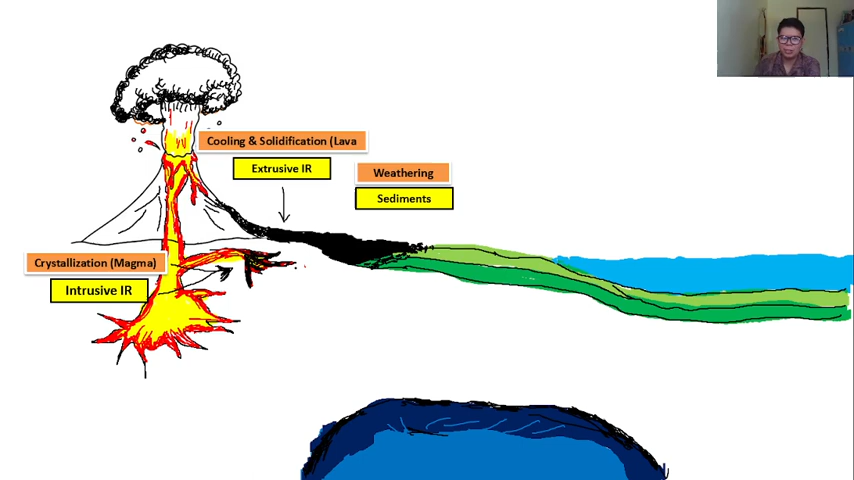 Cooling & Solidification (Lava
Extrusive IR
Weathering
Sediments
Crystallization (Magma)
Intrusive IR